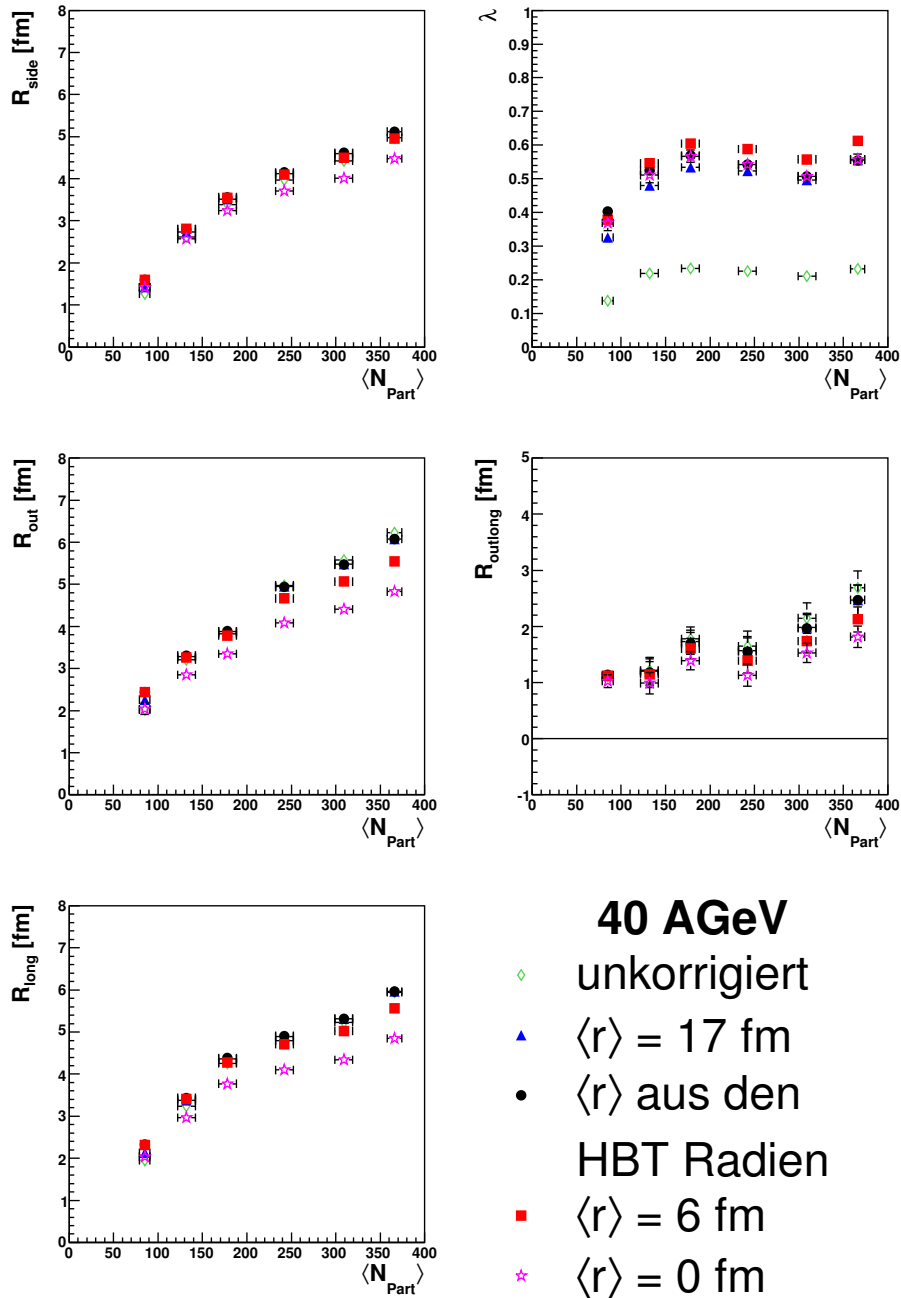 R_side [fm]
8
7
6
5
4
3
2
1
0
0 50 100 150 200 250 300 350 400
⟨N_Part⟩
λ
1
0.9
0.8
0.7
0.6
0.5
0.4
0.3
0.2
0.1
0
0 50 100 150 200 250 300 350 400
⟨N_Part⟩
R_out [fm]
8
7
6
5
4
3
2
1
0
0 50 100 150 200 250 300 350 400
⟨N_Part⟩
R_outlong [fm]
5
4
3
2
1
0
-1
0 50 100 150 200 250 300 350 400
⟨N_Part⟩
R_long [fm]
8
7
6
5
4
3
2
1
0
0 50 100 150 200 250 300 350 400
⟨N_Part⟩
40 AGeV
unkorrigiert
⟨r⟩ = 17 fm
⟨r⟩ aus den
HBT Radien
⟨r⟩ = 6 fm
⟨r⟩ = 0 fm